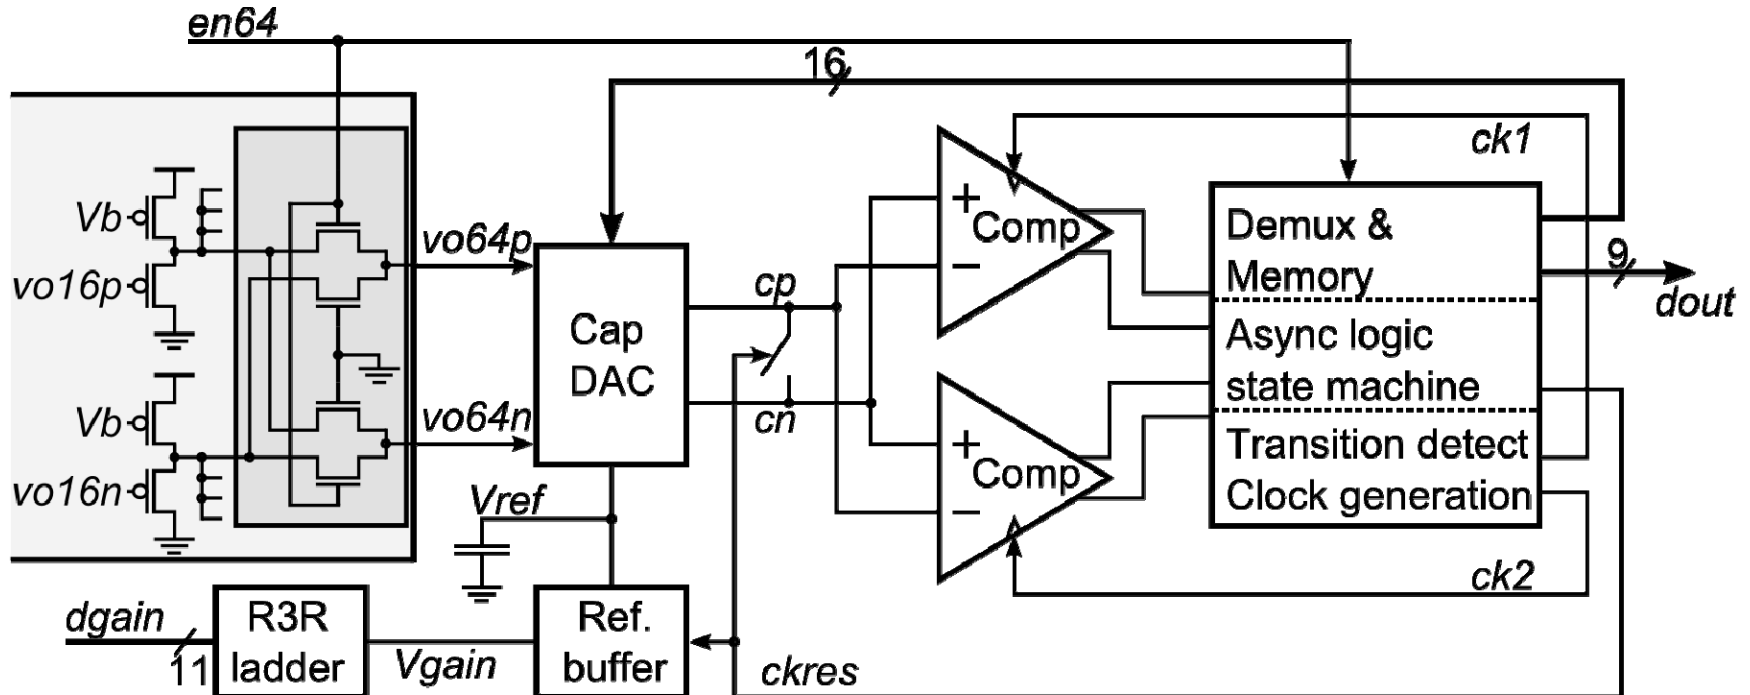 en64
16
ck1
Vb
vo16p
vo64p
+
Comp
−
Demux &
Memory
9
dout
cp
Cap
DAC
Async logic
state machine
cn
Vb
vo64n
+
Comp
−
Transition detect
Clock generation
vo16n
Vref
ck2
dgain
11
R3R
ladder
Vgain
Ref.
buffer
ckres